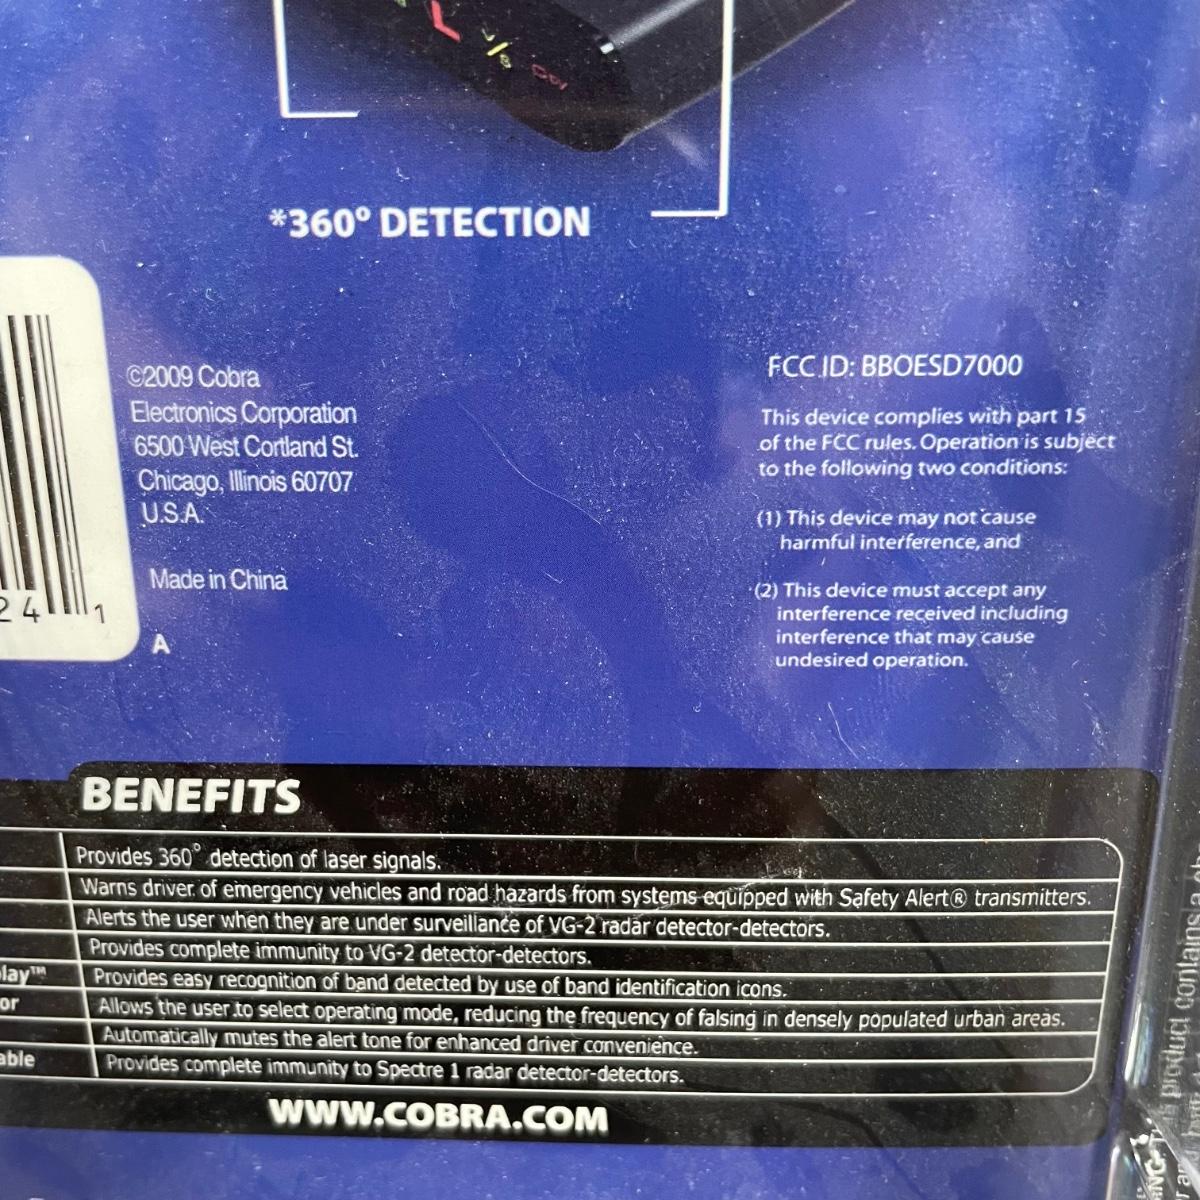 *360° DETECTION
©2009 Cobra
Electronics Corporation
6500 West Cortland St.
Chicago, Illinois 60707
U.S.A.
Made in China
A
24 1
FCC ID: BBOESD7000
This device complies with part 15
of the FCC rules. Operation is subject
to the following two conditions:
(1) This device may not cause
harmful interference, and
(2) This device must accept any
interference received including
interference that may cause
undesired operation.
BENEFITS
Provides 360° detection of laser signals.
Warns driver of emergency vehicles and road hazards from systems equipped with Safety Alert® transmitters.
Alerts the user when they are under surveillance of VG-2 radar detector-detectors.
Provides complete immunity to VG-2 detector-detectors.
lay™ Provides easy recognition of band detected by use of band identification icons.
or Allows the user to select operating mode, reducing the frequency of falsing in densely populated urban areas.
Automatically mutes the alert tone for enhanced driver convenience.
able Provides complete immunity to Spectre 1 radar detector-detectors.
WWW.COBRA.COM
product contains a